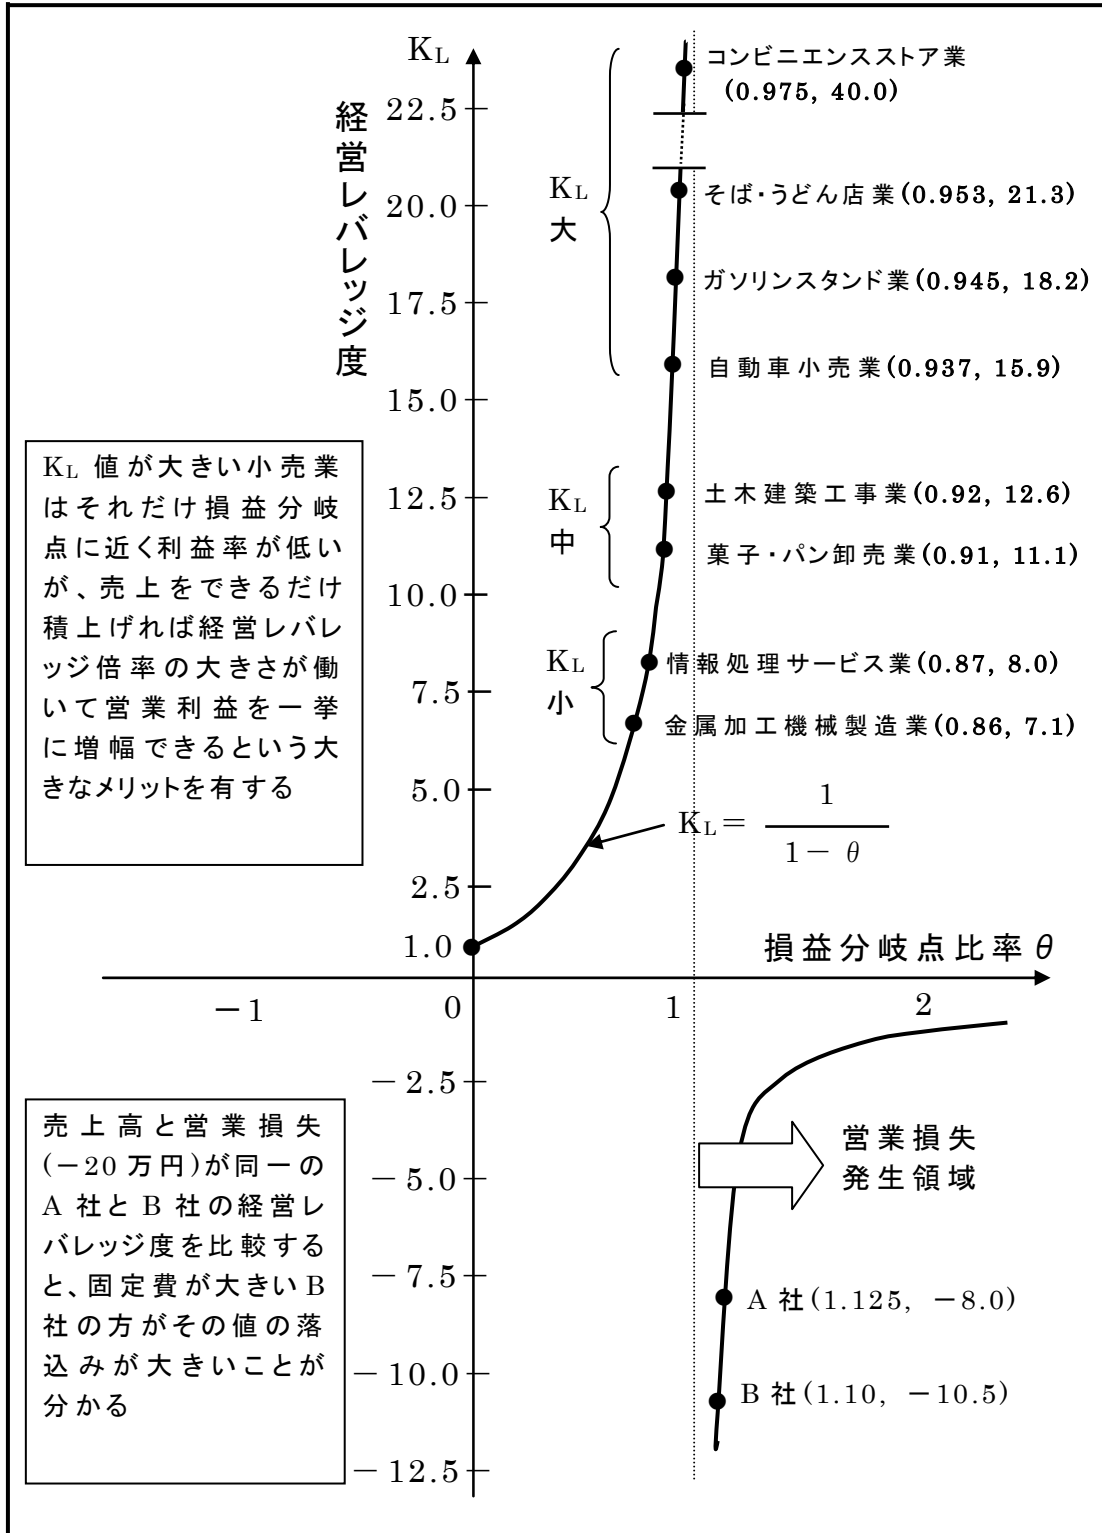 KL
経営レバレッジ度
22.5
20.0
17.5
15.0
12.5
10.0
7.5
5.0
2.5
1.0
コンビニエンスストア業
(0.975, 40.0)
KL
大
そば・うどん店業(0.953, 21.3)
ガソリンスタンド業(0.945, 18.2)
自動車小売業(0.937, 15.9)
KL
中
土木建築工事業(0.92, 12.6)
菓子・パン卸売業(0.91, 11.1)
KL
小
情報処理サービス業(0.87, 8.0)
金属加工機械製造業(0.86, 7.1)
KL 値が大きい小売業
はそれだけ損益分岐
点に近く利益率が低い
が、売上をできるだけ
積上げれば経営レバレ
ッジ倍率の大きさが働
いて営業利益を一挙
に増幅できるという大
きなメリットを有する
KL＝
1
1－ θ
損益分岐点比率 θ
－1
0
1
2
－2.5
－5.0
－7.5
－10.0
－12.5
営業損失
発生領域
A 社(1.125, －8.0)
B 社(1.10, －10.5)
売上高と営業損失
(－20 万円)が同一の
A 社と B 社の経営レ
バレッジ度を比較する
と、固定費が大きい B
社の方がその値の落
込みが大きいことが
分かる